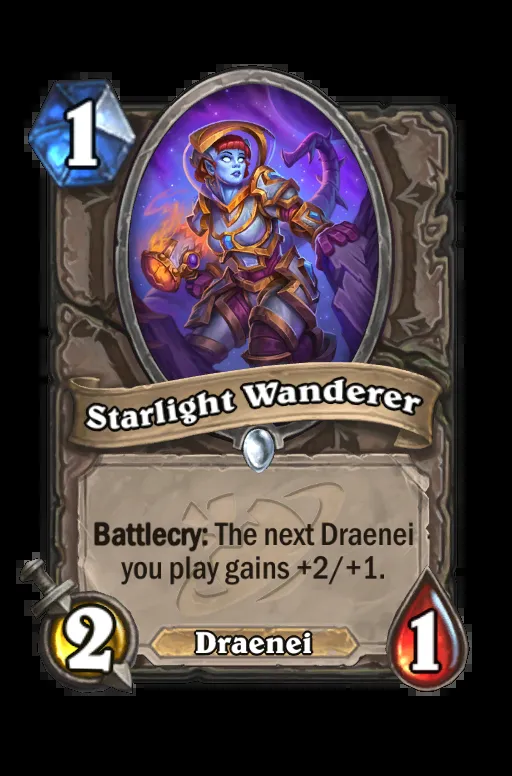 1
Starlight Wanderer
Battlecry: The next Draenei
you play gains +2/+1.
2
Draenei
1